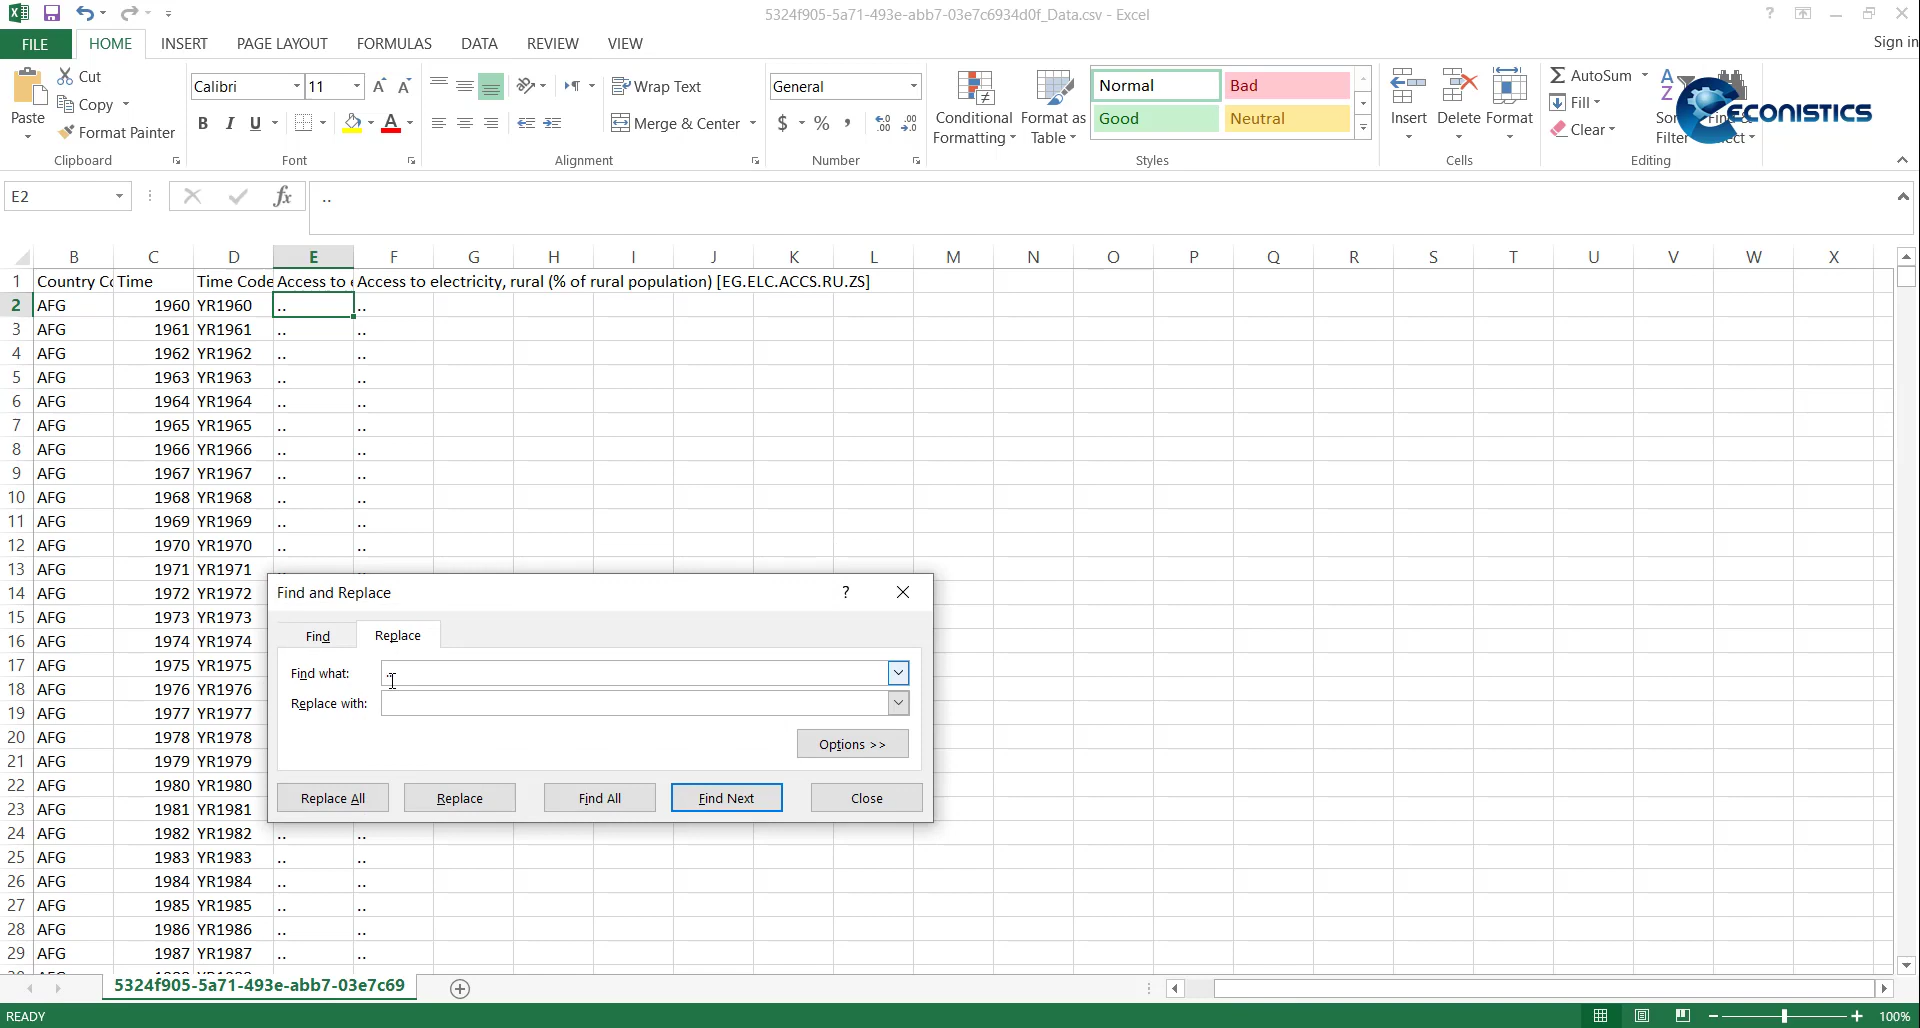 5324f905-5a71-493e-abb7-03e7c6934d0f_Data.csv - Excel
FILE HOME INSERT PAGE LAYOUT FORMULAS DATA REVIEW VIEW Sign in
Paste Cut Copy Format Painter Clipboard
Calibri 11 B I U A Font
Wrap Text Merge & Center Alignment
General $ % , Number
Conditional Formatting Format as Table Normal Bad Good Neutral Styles
Insert Delete Format Cells
AutoSum Fill Clear Filter Editing
ECONISTICS
E2 fx ..
B C D E F G H I J K L M N O P Q R S T U V W X
1 Country Co Time Time Code Access to e Access to electricity, rural (% of rural population) [EG.ELC.ACCS.RU.ZS]
2 AFG 1960 YR1960 .. ..
3 AFG 1961 YR1961 .. ..
4 AFG 1962 YR1962 .. ..
5 AFG 1963 YR1963 .. ..
6 AFG 1964 YR1964 .. ..
7 AFG 1965 YR1965 .. ..
8 AFG 1966 YR1966 .. ..
9 AFG 1967 YR1967 .. ..
10 AFG 1968 YR1968 .. ..
11 AFG 1969 YR1969 .. ..
12 AFG 1970 YR1970 .. ..
13 AFG 1971 YR1971
14 AFG 1972 YR1972
15 AFG 1973 YR1973
16 AFG 1974 YR1974
17 AFG 1975 YR1975
18 AFG 1976 YR1976
19 AFG 1977 YR1977
20 AFG 1978 YR1978
21 AFG 1979 YR1979
22 AFG 1980 YR1980
23 AFG 1981 YR1981
24 AFG 1982 YR1982 .. ..
25 AFG 1983 YR1983 .. ..
26 AFG 1984 YR1984 .. ..
27 AFG 1985 YR1985 .. ..
28 AFG 1986 YR1986 .. ..
29 AFG 1987 YR1987 .. ..
Find and Replace ?
Find Replace
Find what:
Replace with:
Options >>
Replace All Replace Find All Find Next Close
5324f905-5a71-493e-abb7-03e7c69
READY 100%